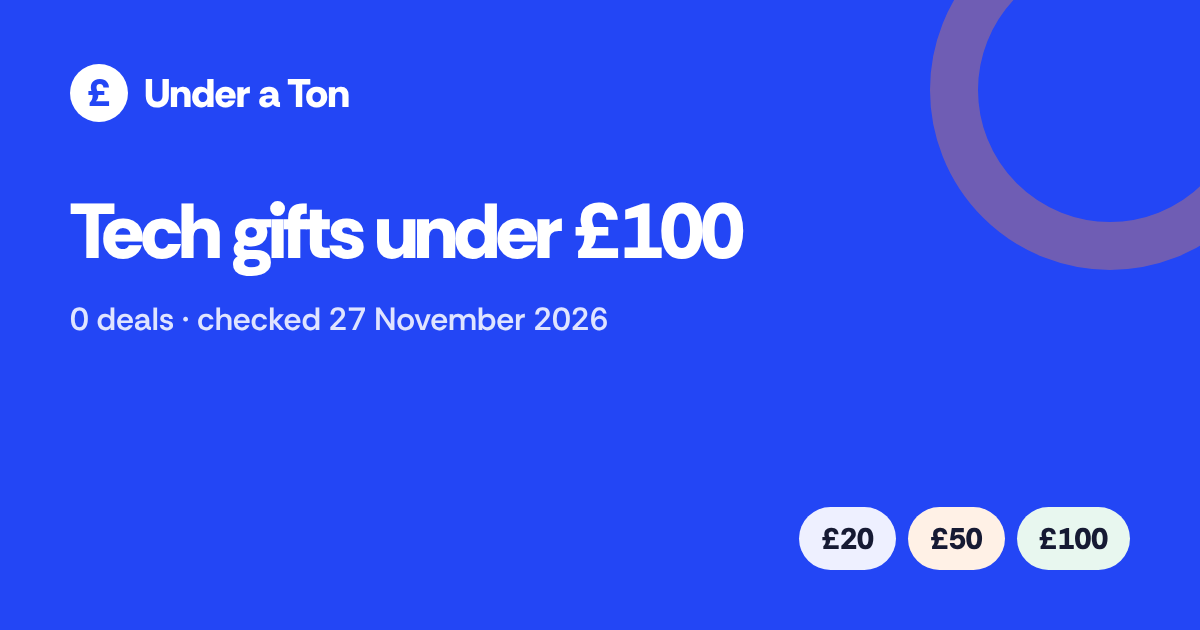 £ Under a Ton
Tech gifts under £100
0 deals · checked 27 November 2026
£20 £50 £100